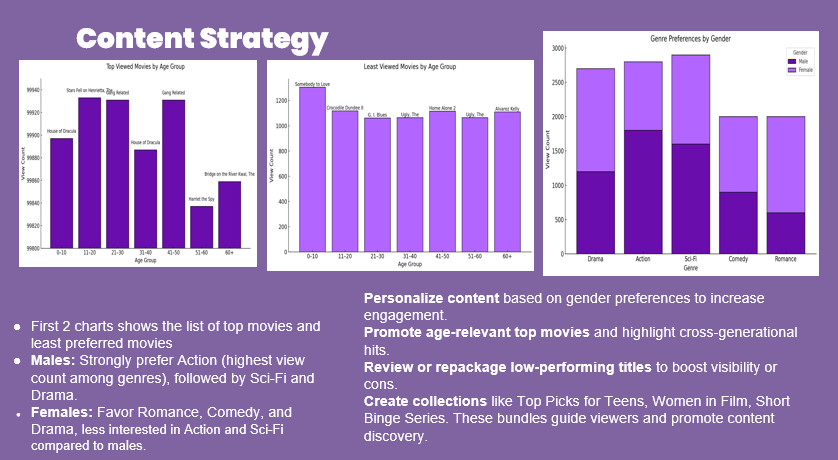 Content Strategy
Top Viewed Movies by Age Group
View Count
99940
99920
99900
99880
99860
99840
99820
99800
House of Dracula
Stars Fell on Henrietta, The
Gang Related
House of Dracula
Gang Related
Harriet the Spy
Bridge on the River Kwai, The
0-10 11-20 21-30 31-40 41-50 51-60 60+
Age Group
Least Viewed Movies by Age Group
View Count
1200
1000
800
600
400
200
0
Somebody to Love
Crocodile Dundee II
G. I. Blues
Ugly, The
Home Alone 2
Ugly, The
Alvarez Kelly
0-10 11-20 21-30 31-40 41-50 51-60 60+
Age Group
Genre Preferences by Gender
Gender
Male
Female
View Count
3000
2500
2000
1500
1000
500
0
Drama Action Sci-Fi Comedy Romance
Genre
• First 2 charts shows the list of top movies and
least preferred movies
• Males: Strongly prefer Action (highest view
count among genres), followed by Sci-Fi and
Drama.
• Females: Favor Romance, Comedy, and
Drama, less interested in Action and Sci-Fi
compared to males.
Personalize content based on gender preferences to increase
engagement.
Promote age-relevant top movies and highlight cross-generational
hits.
Review or repackage low-performing titles to boost visibility or
cons.
Create collections like Top Picks for Teens, Women in Film, Short
Binge Series. These bundles guide viewers and promote content
discovery.